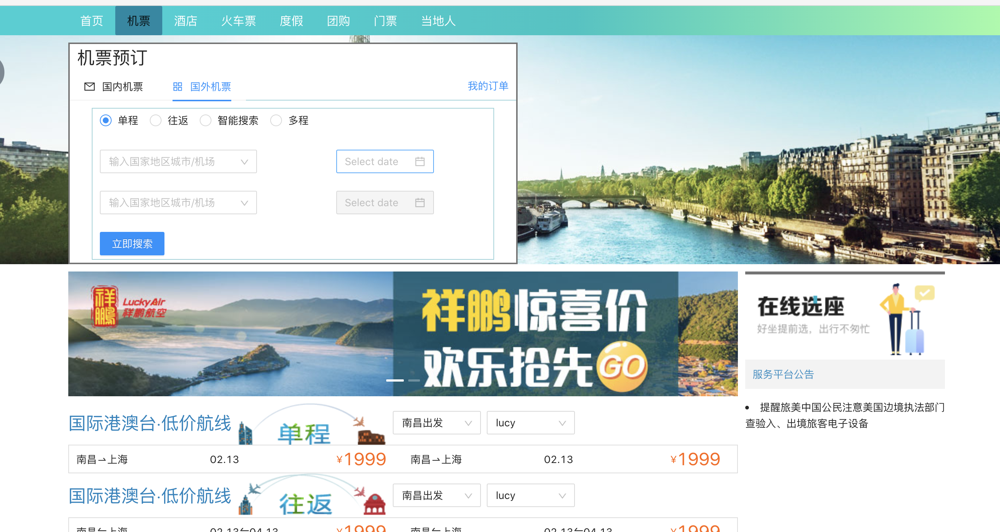 首页 机票 酒店 火车票 度假 团购 门票 当地人
机票预订
国内机票 国外机票 我的订单
单程 往返 智能搜索 多程
输入国家地区城市/机场 Select date
输入国家地区城市/机场 Select date
立即搜索
祥鹏
Lucky Air
祥鹏航空
祥鹏惊喜价
欢乐抢先GO
在线选座
好坐提前选，出行不匆忙
服务平台公告
提醒旅美中国公民注意美国边境执法部门
查验入、出境旅客电子设备
国际港澳台·低价航线 单程 南昌出发 lucy
南昌⇀上海 02.13 ¥1999 南昌⇀上海 02.13 ¥1999
国际港澳台·低价航线 往返 南昌出发 lucy
¥1999 ¥1999